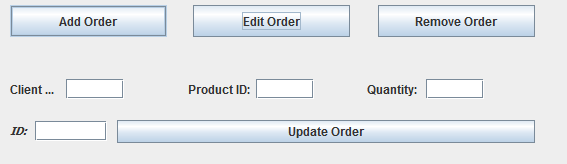 Add Order Edit Order Remove Order
Client ... Product ID: Quantity:
ID: Update Order